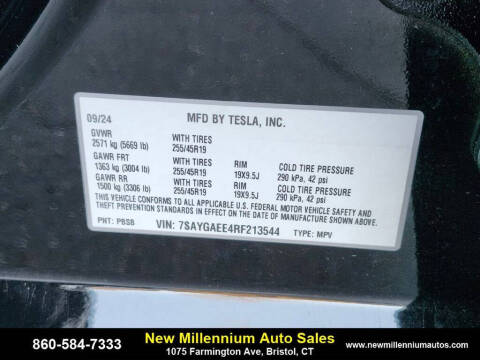 09/24 MFD BY TESLA, INC.
GVWR WITH TIRES
2571 kg (5669 lb) 255/45R19
GAWR FRT WITH TIRES RIM COLD TIRE PRESSURE
1363 kg (3004 lb) 255/45R19 19X9.5J 290 kPa, 42 psi
GAWR RR WITH TIRES RIM COLD TIRE PRESSURE
1500 kg (3306 lb) 255/45R19 19X9.5J 290 kPa, 42 psi
THIS VEHICLE CONFORMS TO ALL APPLICABLE U.S. FEDERAL MOTOR VEHICLE SAFETY AND
THEFT PREVENTION STANDARDS IN EFFECT ON THE DATE OF MANUFACTURE SHOWN ABOVE.
PNT: PBSB VIN: 7SAYGAEE4RF213544 TYPE: MPV
860-584-7333 New Millennium Auto Sales www.newmillenniumautos.com
1075 Farmington Ave, Bristol, CT